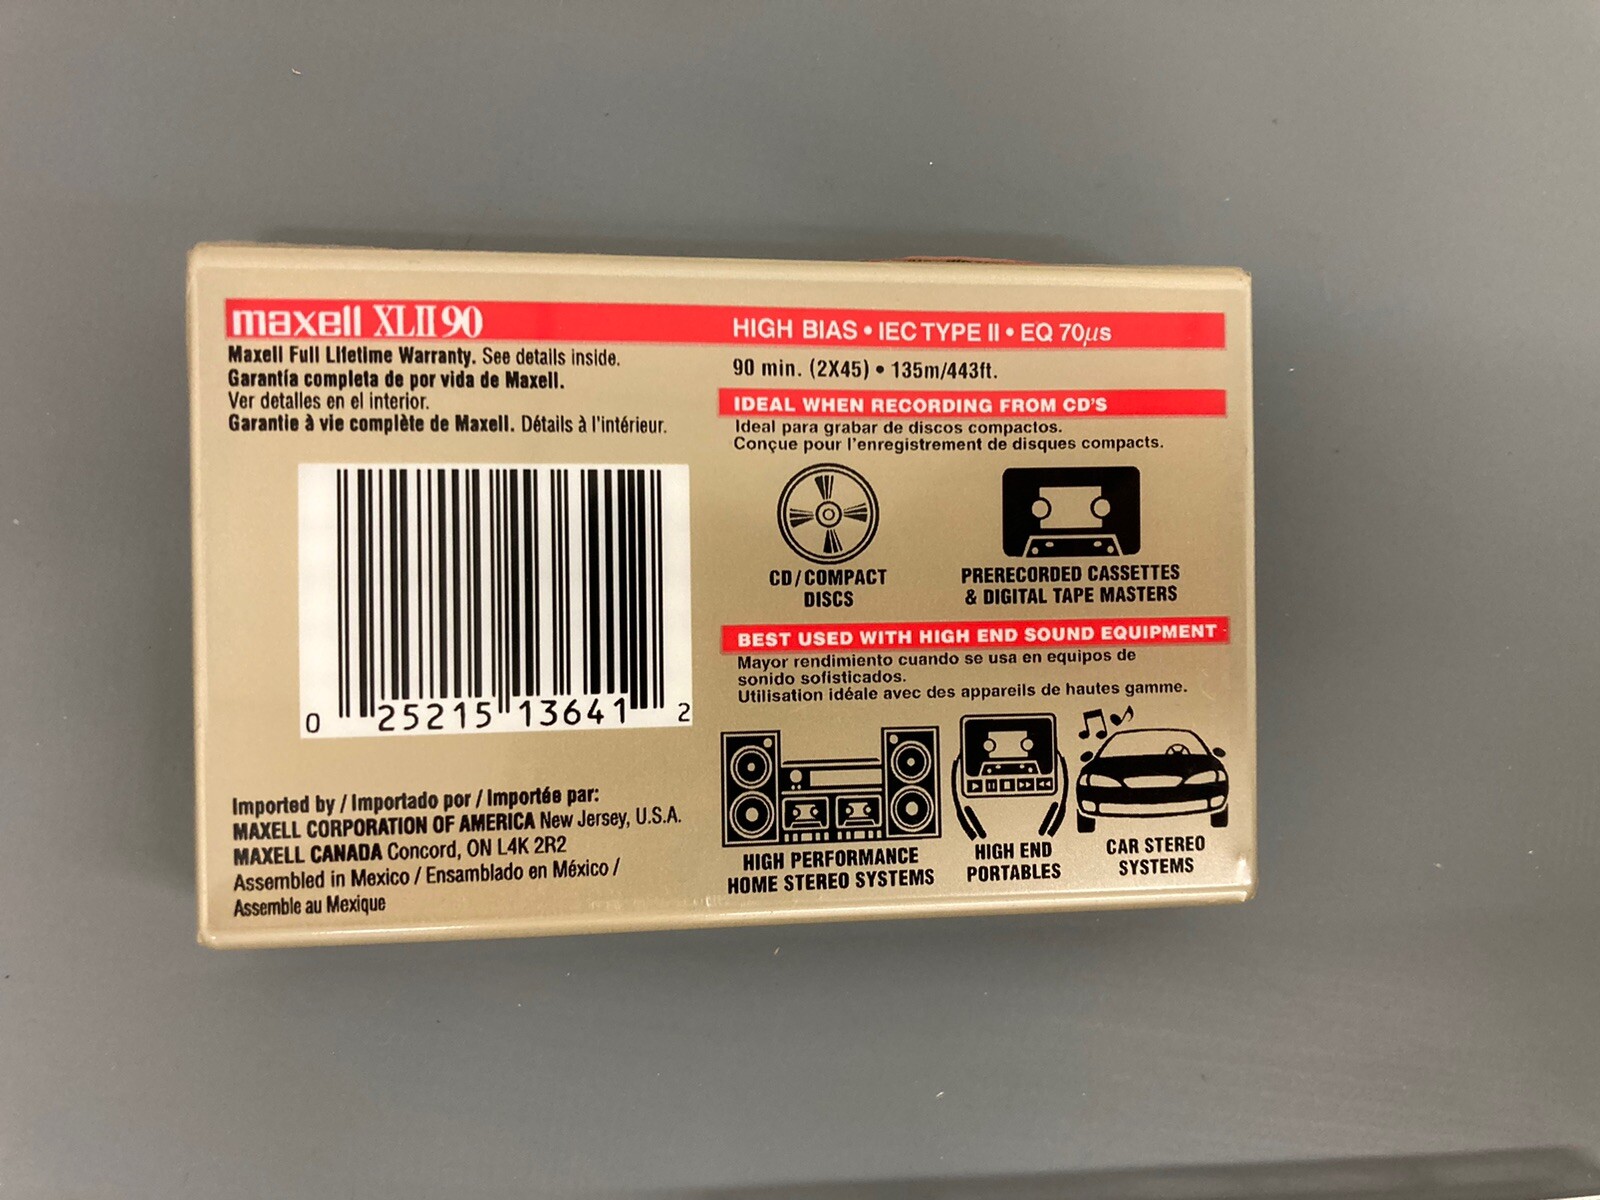 maxell XLII 90
Maxell Full Lifetime Warranty. See details inside.
Garantía completa de por vida de Maxell.
Ver detalles en el interior.
Garantie à vie complète de Maxell. Détails à l'intérieur.
0 25215 13641 2
Imported by / Importado por / Importée par:
MAXELL CORPORATION OF AMERICA New Jersey, U.S.A.
MAXELL CANADA Concord, ON L4K 2R2
Assembled in Mexico / Ensamblado en México /
Assemble au Mexique
HIGH BIAS • IEC TYPE II • EQ 70µs
90 min. (2X45) • 135m/443ft.
IDEAL WHEN RECORDING FROM CD'S
Ideal para grabar de discos compactos.
Conçue pour l'enregistrement de disques compacts.
CD/COMPACT
DISCS
PRERECORDED CASSETTES
& DIGITAL TAPE MASTERS
BEST USED WITH HIGH END SOUND EQUIPMENT
Mayor rendimiento cuando se usa en equipos de
sonido sofisticados.
Utilisation idéale avec des appareils de hautes gamme.
HIGH PERFORMANCE
HOME STEREO SYSTEMS
HIGH END
PORTABLES
CAR STEREO
SYSTEMS